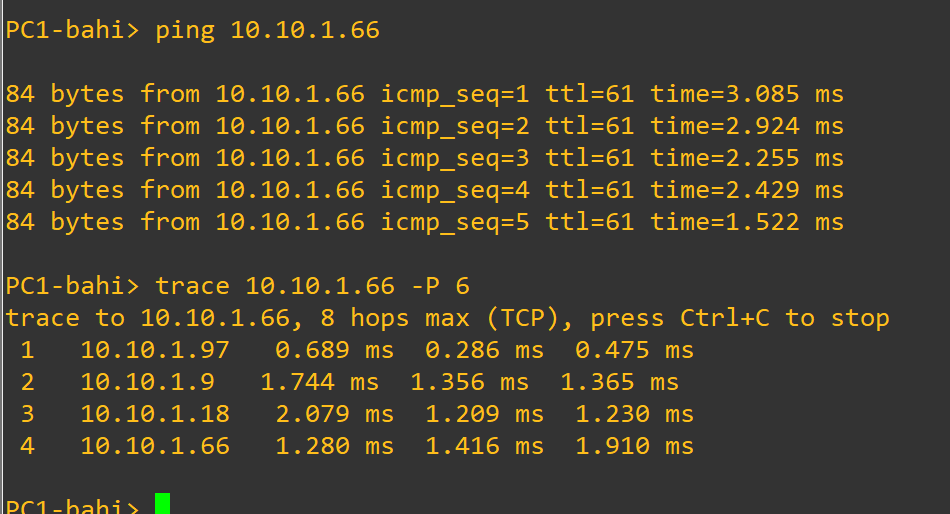 PC1-bahi> ping 10.10.1.66
84 bytes from 10.10.1.66 icmp_seq=1 ttl=61 time=3.085 ms
84 bytes from 10.10.1.66 icmp_seq=2 ttl=61 time=2.924 ms
84 bytes from 10.10.1.66 icmp_seq=3 ttl=61 time=2.255 ms
84 bytes from 10.10.1.66 icmp_seq=4 ttl=61 time=2.429 ms
84 bytes from 10.10.1.66 icmp_seq=5 ttl=61 time=1.522 ms
PC1-bahi> trace 10.10.1.66 -P 6
trace to 10.10.1.66, 8 hops max (TCP), press Ctrl+C to stop
1   10.10.1.97   0.689 ms  0.286 ms  0.475 ms
2   10.10.1.9   1.744 ms  1.356 ms  1.365 ms
3   10.10.1.18   2.079 ms  1.209 ms  1.230 ms
4   10.10.1.66   1.280 ms  1.416 ms  1.910 ms
PC1-bahi>